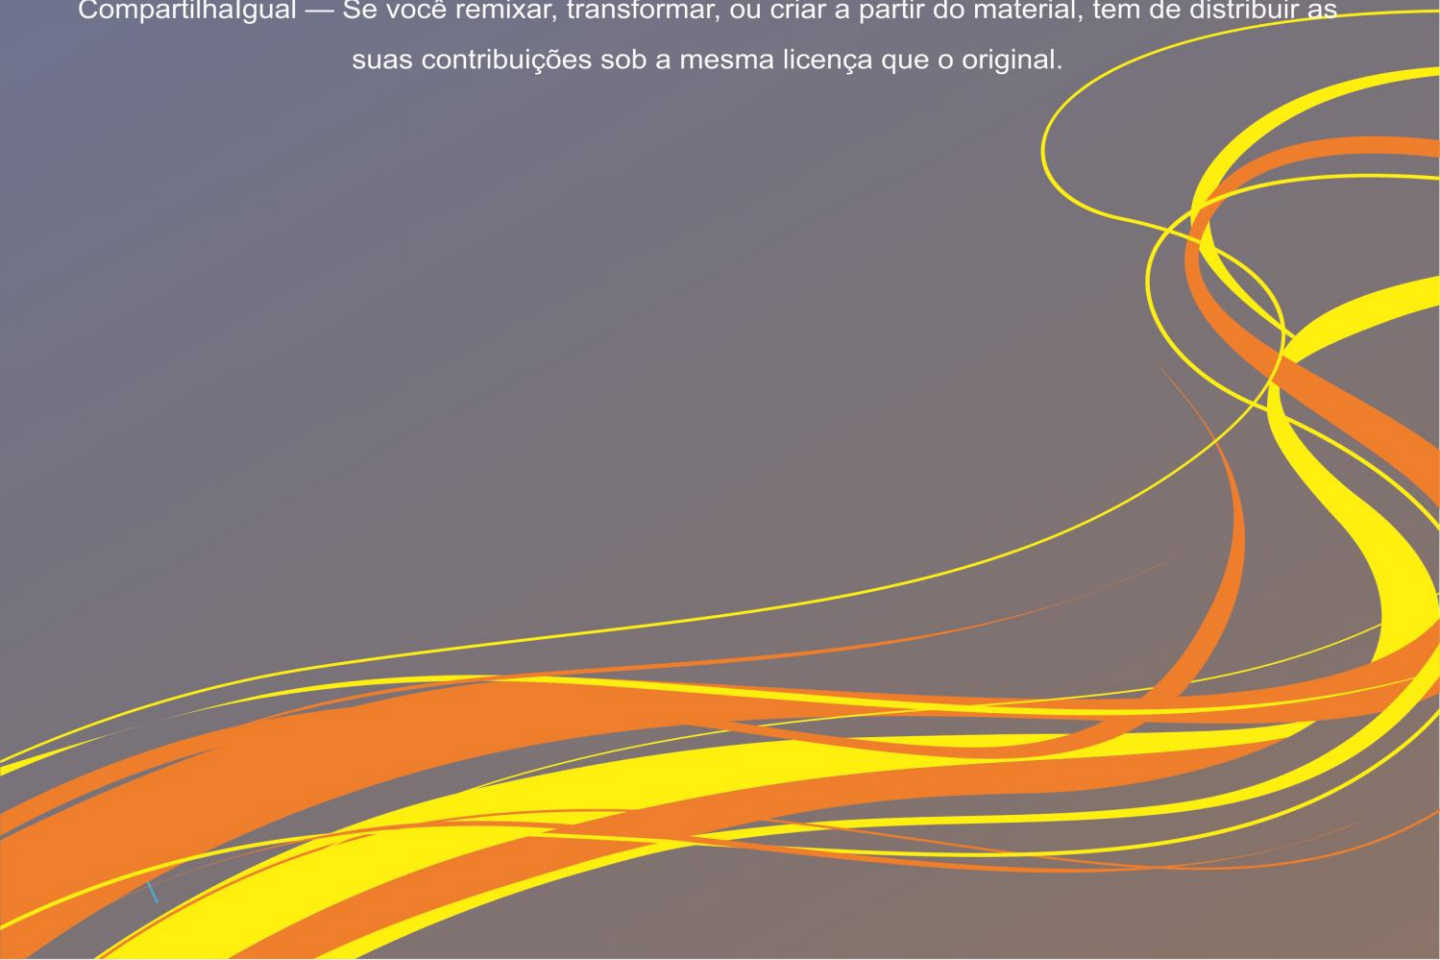 CompartilhaIgual — Se você remixar, transformar, ou criar a partir do material, tem de distribuir as
suas contribuições sob a mesma licença que o original.